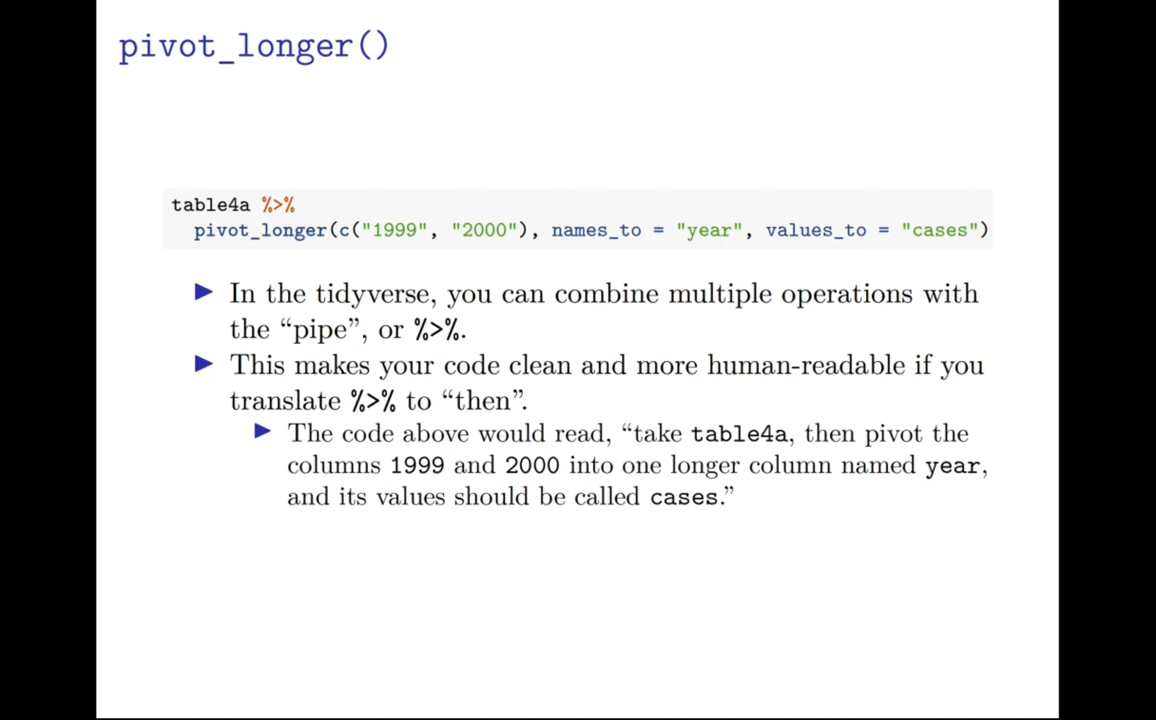 pivot_longer()
table4a %>%
pivot_longer(c("1999", "2000"), names_to = "year", values_to = "cases")
▶ In the tidyverse, you can combine multiple operations with
the “pipe”, or %>%.
▶ This makes your code clean and more human-readable if you
translate %>% to “then”.
▶ The code above would read, “take table4a, then pivot the
columns 1999 and 2000 into one longer column named year,
and its values should be called cases.”